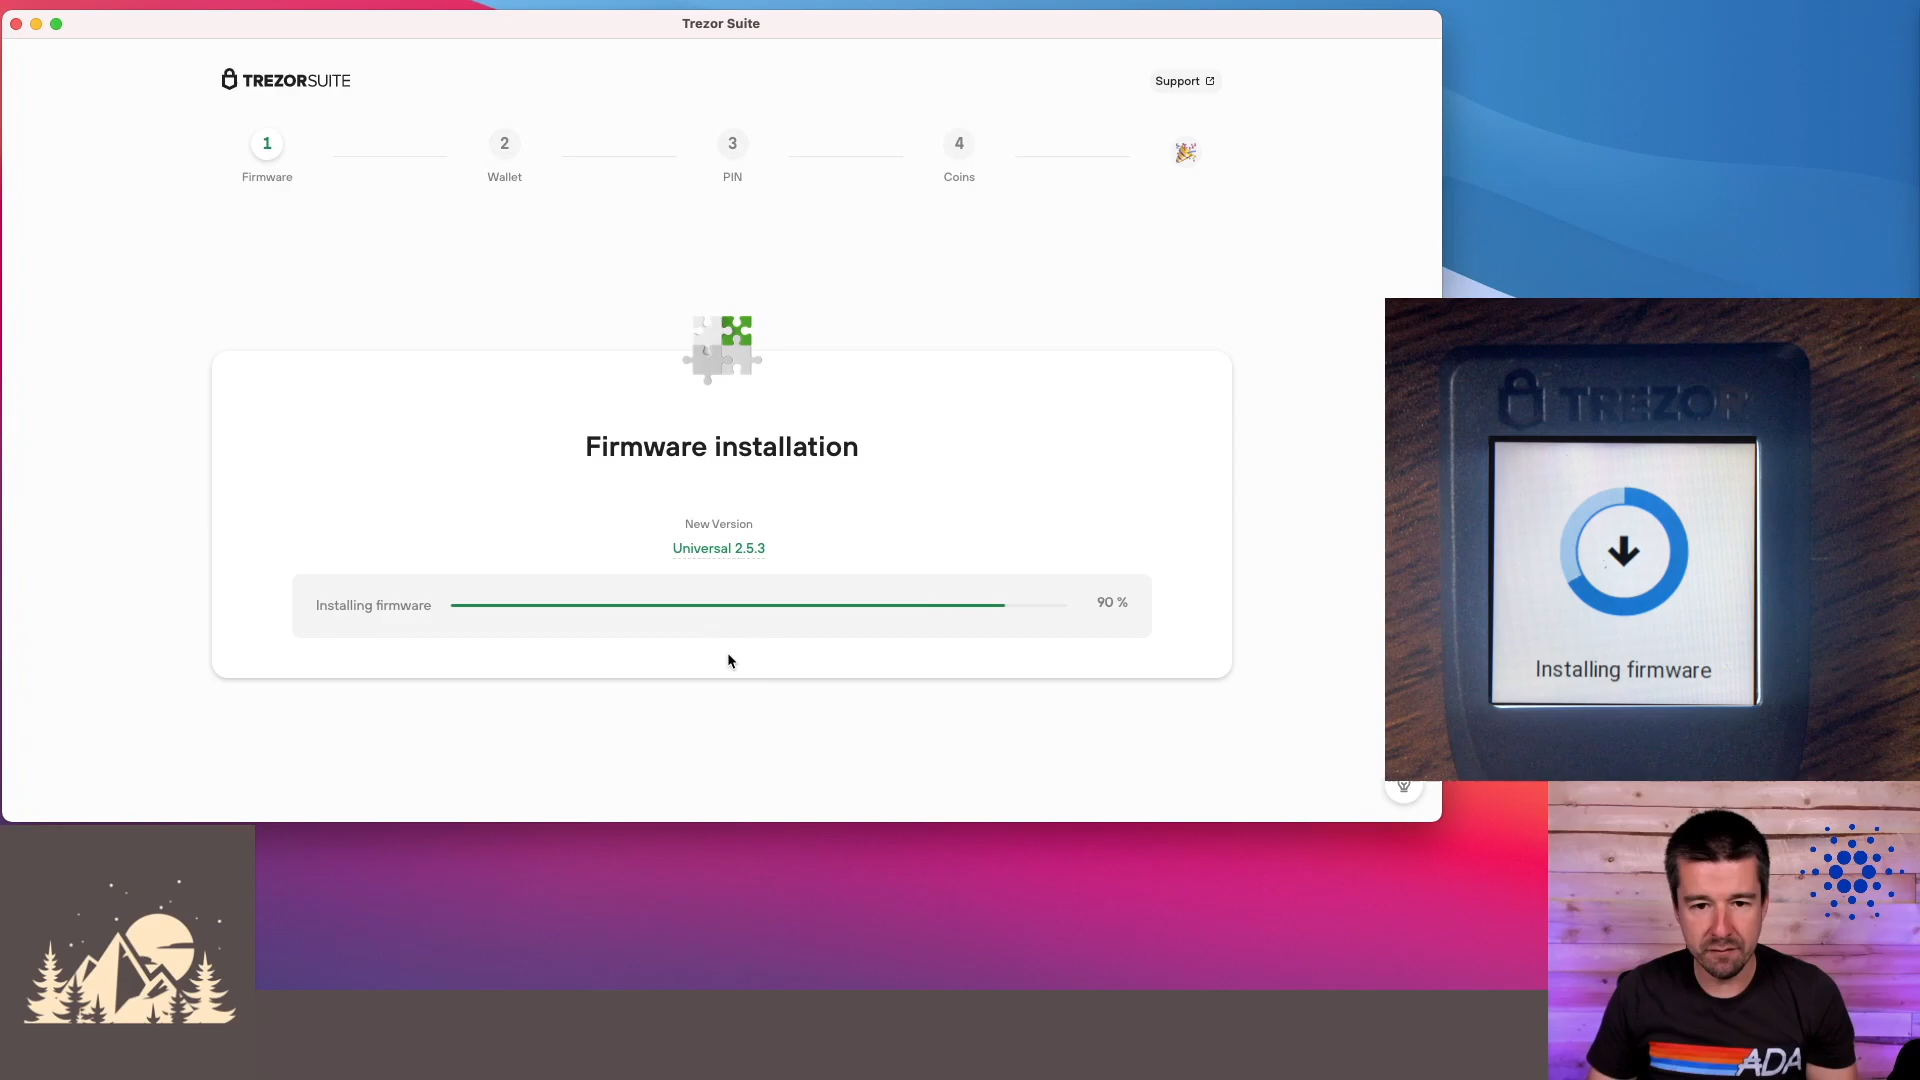 Trezor Suite
TREZORSUITE
Support
1
2
3
4
Firmware
Wallet
PIN
Coins
Firmware installation
New Version
Universal 2.5.3
Installing firmware
90 %
TREZOR
Installing firmware
ADA